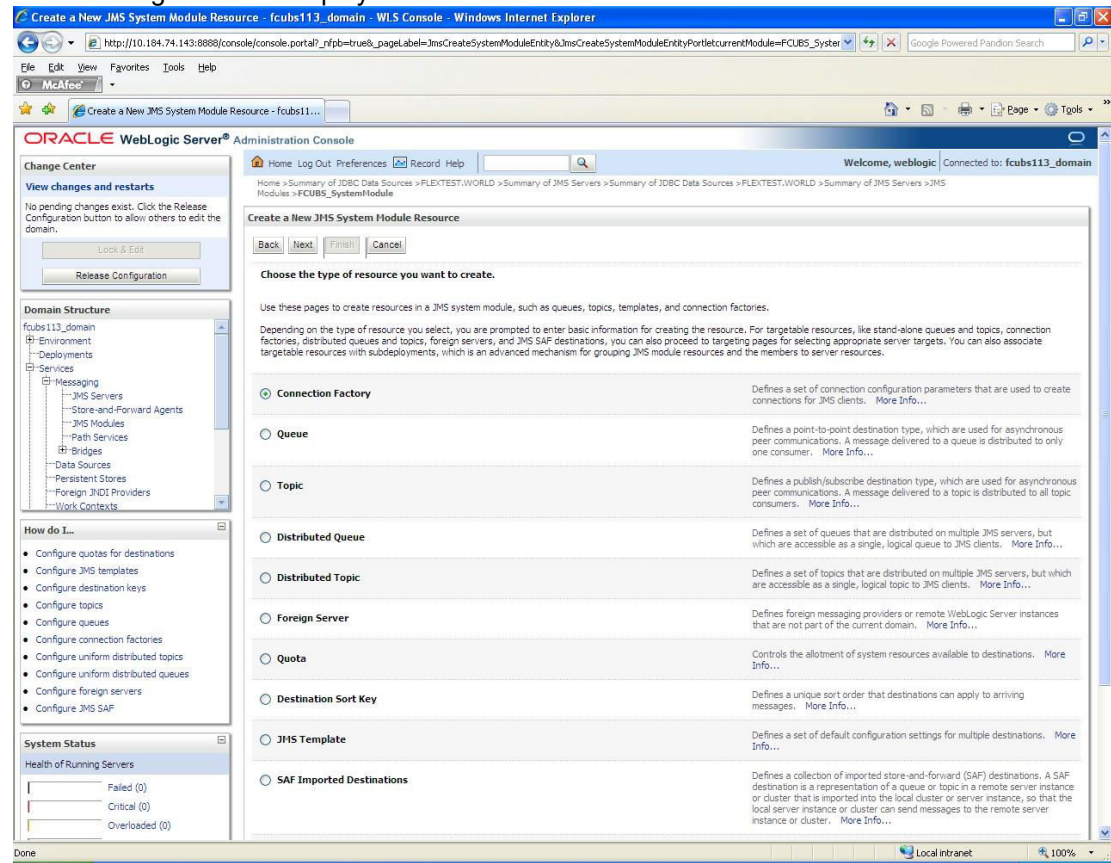 Create a New JMS System Module Resource - fcubs113_domain - WLS Console - Windows Internet Explorer
http://10.184.74.143:8888/console/console.portal?_nfpb=true&_pageLabel=JmsCreateSystemModuleEntity&JmsCreateSystemModuleEntityPortletcurrentModule=FCUBS_System
Google Powered Pandion Search
File Edit View Favorites Tools Help
McAfee
Create a New JMS System Module Resource - fcubs11...
Page Tools
ORACLE WebLogic Server® Administration Console
Change Center
View changes and restarts
No pending changes exist. Click the Release
Configuration button to allow others to edit the
domain.
Lock & Edit
Release Configuration
Domain Structure
fcubs113_domain
Environment
Deployments
Services
Messaging
JMS Servers
Store-and-Forward Agents
JMS Modules
Path Services
Bridges
Data Sources
Persistent Stores
Foreign JNDI Providers
Work Contexts
How do I...
Configure quotas for destinations
Configure JMS templates
Configure destination keys
Configure topics
Configure queues
Configure connection factories
Configure uniform distributed topics
Configure uniform distributed queues
Configure foreign servers
Configure JMS SAF
System Status
Health of Running Servers
Failed (0)
Critical (0)
Overloaded (0)
Home Log Out Preferences Record Help
Welcome, weblogic Connected to: fcubs113_domain
Home >Summary of JDBC Data Sources >FLEXTEST.WORLD >Summary of JMS Servers >Summary of JDBC Data Sources >FLEXTEST.WORLD >Summary of JMS Servers >JMS
Modules >FCUBS_SystemModule
Create a New JMS System Module Resource
Back Next Finish Cancel
Choose the type of resource you want to create.
Use these pages to create resources in a JMS system module, such as queues, topics, templates, and connection factories.
Depending on the type of resource you select, you are prompted to enter basic information for creating the resource. For targetable resources, like stand-alone queues and topics, connection
factories, distributed queues and topics, foreign servers, and JMS SAF destinations, you can also proceed to targeting pages for selecting appropriate server targets. You can also associate
targetable resources with subdeployments, which is an advanced mechanism for grouping JMS module resources and the members to server resources.
Connection Factory
Defines a set of connection configuration parameters that are used to create
connections for JMS clients. More Info...
Queue
Defines a point-to-point destination type, which are used for asynchronous
peer communications. A message delivered to a queue is distributed to only
one consumer. More Info...
Topic
Defines a publish/subscribe destination type, which are used for asynchronous
peer communications. A message delivered to a topic is distributed to all topic
consumers. More Info...
Distributed Queue
Defines a set of queues that are distributed on multiple JMS servers, but
which are accessible as a single, logical queue to JMS clients. More Info...
Distributed Topic
Defines a set of topics that are distributed on multiple JMS servers, but which
are accessible as a single, logical topic to JMS clients. More Info...
Foreign Server
Defines foreign messaging providers or remote WebLogic Server instances
that are not part of the current domain. More Info...
Quota
Controls the allotment of system resources available to destinations. More
Info...
Destination Sort Key
Defines a unique sort order that destinations can apply to arriving
messages. More Info...
JMS Template
Defines a set of default configuration settings for multiple destinations. More
Info...
SAF Imported Destinations
Defines a collection of imported store-and-forward (SAF) destinations. A SAF
destination is a representation of a queue or topic in a remote server instance
or cluster that is imported into the local cluster or server instance, so that the
local server instance or cluster can send messages to the remote server
instance or cluster. More Info...
Done
Local intranet
100%